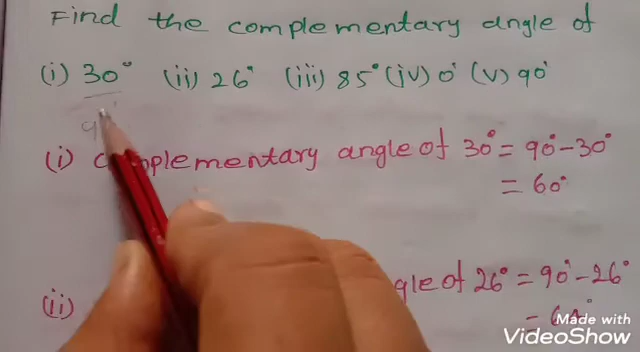 Find the complementary angle of
(i) 30° (ii) 26° (iii) 85° (iv) 0° (v) 90°
(i) complementary angle of 30° = 90° - 30°
= 60°
(ii) gle of 26° = 90° - 26°
Made with
VideoShow